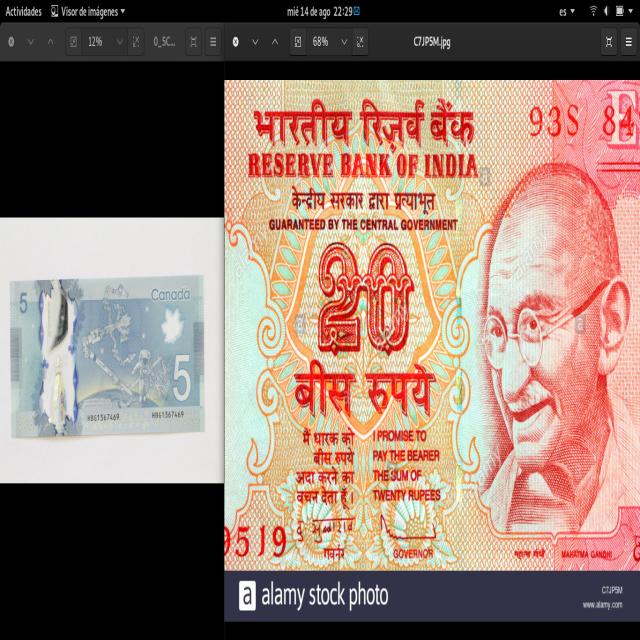 Actividades Visor de imágenes mié 14 de ago 22:29 es
12% 0_5C... 68% C7JP5M.jpg
5
Canada
5
HBG1367469 HBG1367469
भारतीय रिज़र्व बैंक
93S 84
RESERVE BANK OF INDIA
केन्द्रीय सरकार द्वारा प्रत्याभूत
GUARANTEED BY THE CENTRAL GOVERNMENT
20
बीस रुपये
मैं धारक को
बीस रुपये
अदा करने का
वचन देता हूँ।
I PROMISE TO
PAY THE BEARER
THE SUM OF
TWENTY RUPEES
9519
गवर्नर GOVERNOR
महात्मा गांधी MAHATMA GANDHI
a alamy stock photo
C7JP5M
www.alamy.com